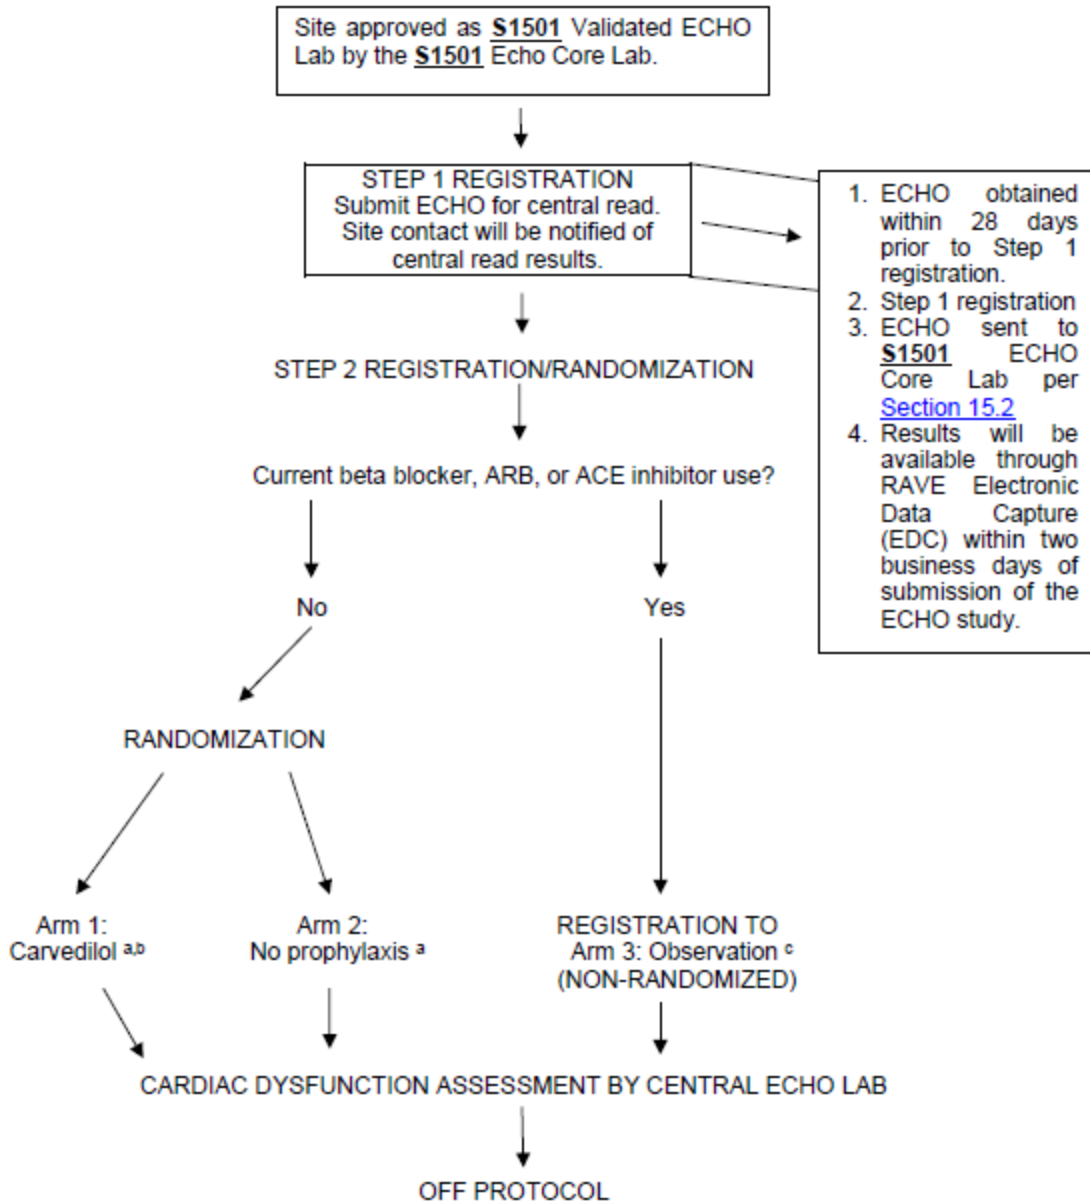 Site approved as S1501 Validated ECHO
Lab by the S1501 Echo Core Lab.
STEP 1 REGISTRATION
Submit ECHO for central read.
Site contact will be notified of
central read results.
1. ECHO obtained
within 28 days
prior to Step 1
registration.
2. Step 1 registration
3. ECHO sent to
S1501 ECHO
Core Lab per
Section 15.2
4. Results will be
available through
RAVE Electronic
Data Capture
(EDC) within two
business days of
submission of the
ECHO study.
STEP 2 REGISTRATION/RANDOMIZATION
Current beta blocker, ARB, or ACE inhibitor use?
No
Yes
RANDOMIZATION
Arm 1:
Carvedilol a,b
Arm 2:
No prophylaxis a
REGISTRATION TO
Arm 3: Observation c
(NON-RANDOMIZED)
CARDIAC DYSFUNCTION ASSESSMENT BY CENTRAL ECHO LAB
OFF PROTOCOL